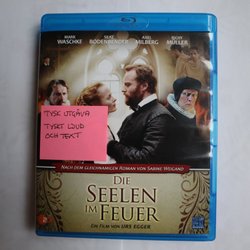 MARK WASCHKE
SILKE BODENBENDER
AXEL MILBERG
RICHY MÜLLER
TYSK UTGÅVA
TYSKT LJUD
OCH TEXT
NACH DEM GLEICHNAMIGEN ROMAN VON SABINE WEIGAND
DIE
SEELEN
IM FEUER
EIN FILM VON URS EGGER